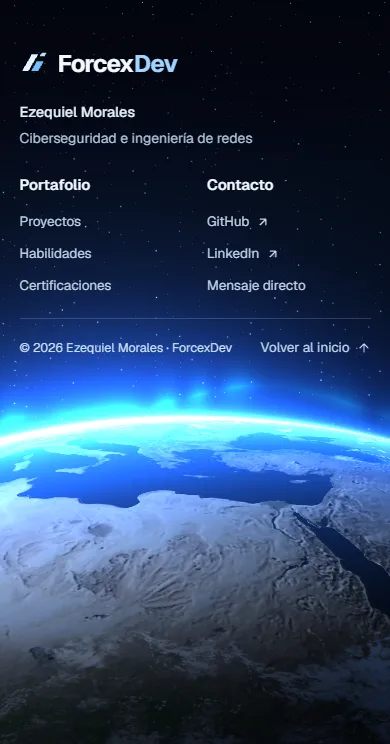 ForcexDev
Ezequiel Morales
Ciberseguridad e ingeniería de redes
Portafolio
Proyectos
Habilidades
Certificaciones
Contacto
GitHub ↗
LinkedIn ↗
Mensaje directo
© 2026 Ezequiel Morales · ForcexDev
Volver al inicio ↑